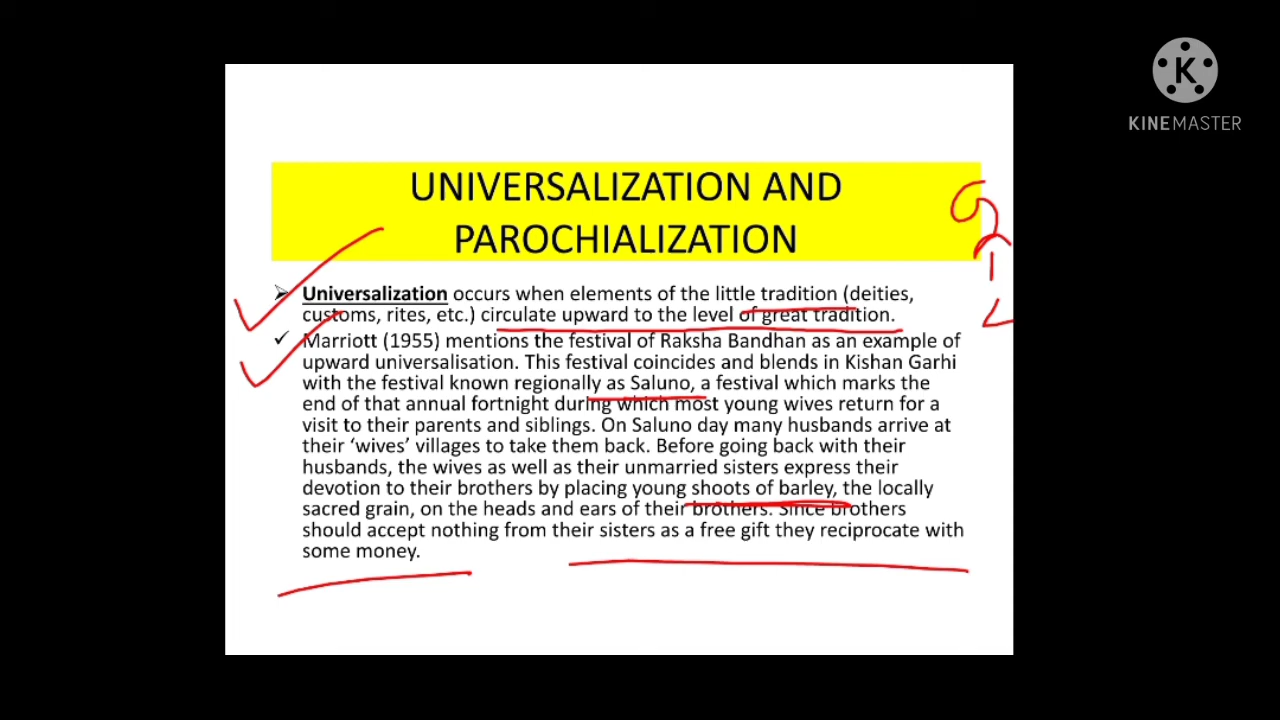 KINEMASTER
UNIVERSALIZATION AND
PAROCHIALIZATION
G
L
➢ Universalization occurs when elements of the little tradition (deities,
customs, rites, etc.) circulate upward to the level of great tradition.
✓ Marriott (1955) mentions the festival of Raksha Bandhan as an example of
upward universalisation. This festival coincides and blends in Kishan Garhi
with the festival known regionally as Saluno, a festival which marks the
end of that annual fortnight during which most young wives return for a
visit to their parents and siblings. On Saluno day many husbands arrive at
their ‘wives’ villages to take them back. Before going back with their
husbands, the wives as well as their unmarried sisters express their
devotion to their brothers by placing young shoots of barley, the locally
sacred grain, on the heads and ears of their brothers. Since brothers
should accept nothing from their sisters as a free gift they reciprocate with
some money.